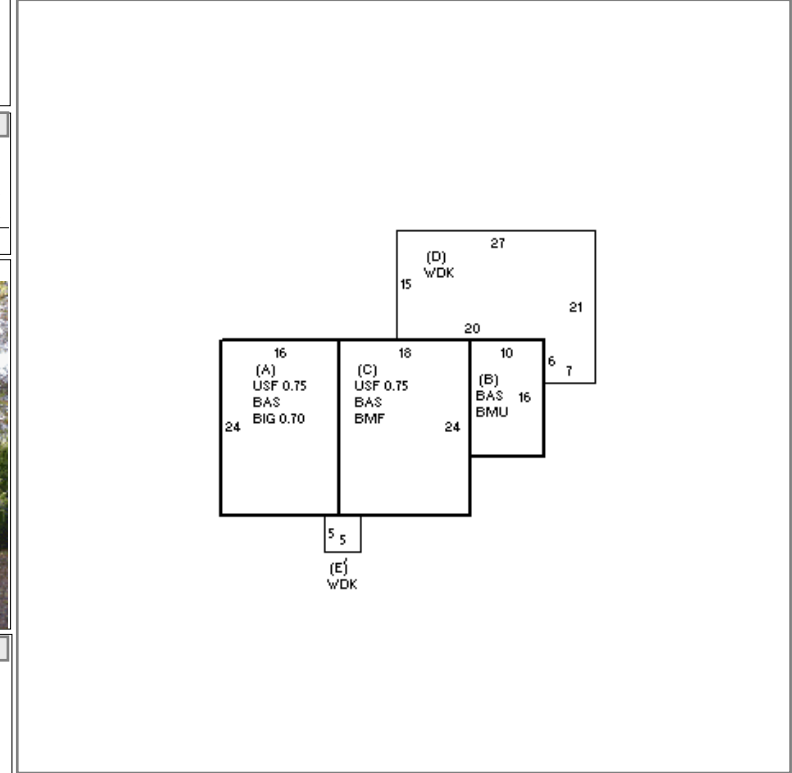 27
(D)
WDK
15
21
20
16
(A)
USF 0.75
BAS
BIG 0.70
24
18
(C)
USF 0.75
BAS
BMF
24
10
(B)
BAS
BMU
16
6
7
5
5
(E)
WDK